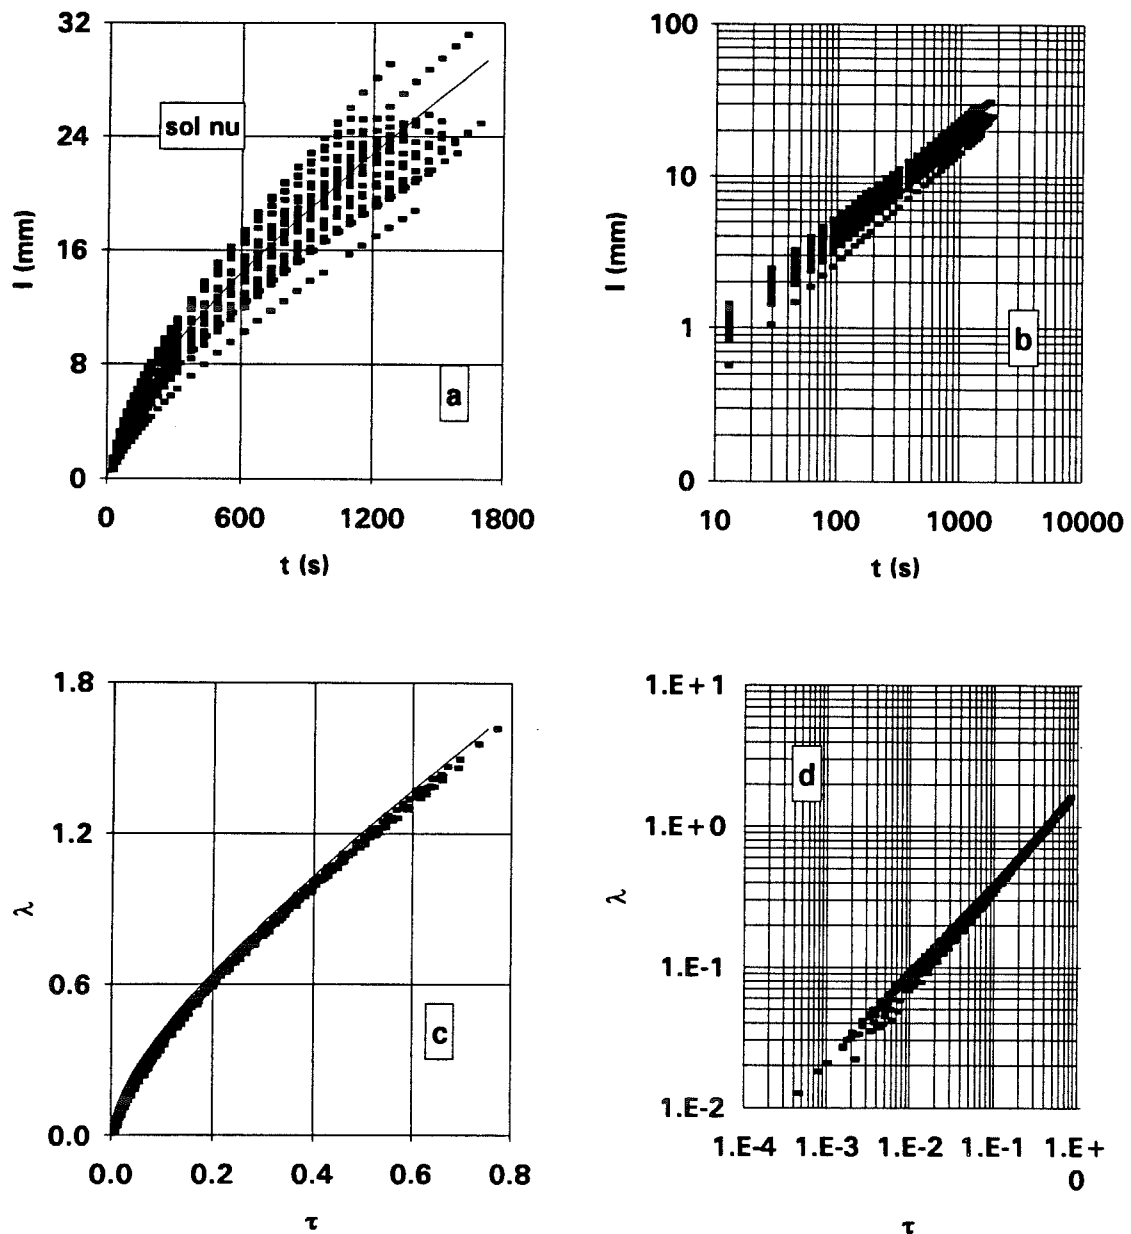 32
24
16
8
0
I (mm)
sol nu
a
0 600 1200 1800
t (s)
100
10
1
0
I (mm)
b
10 100 1000 10000
t (s)
1.8
1.2
0.6
0.0
λ
c
0.0 0.2 0.4 0.6 0.8
τ
1.E+1
1.E+0
1.E-1
1.E-2
λ
d
1.E-4 1.E-3 1.E-2 1.E-1 1.E+
0
τ